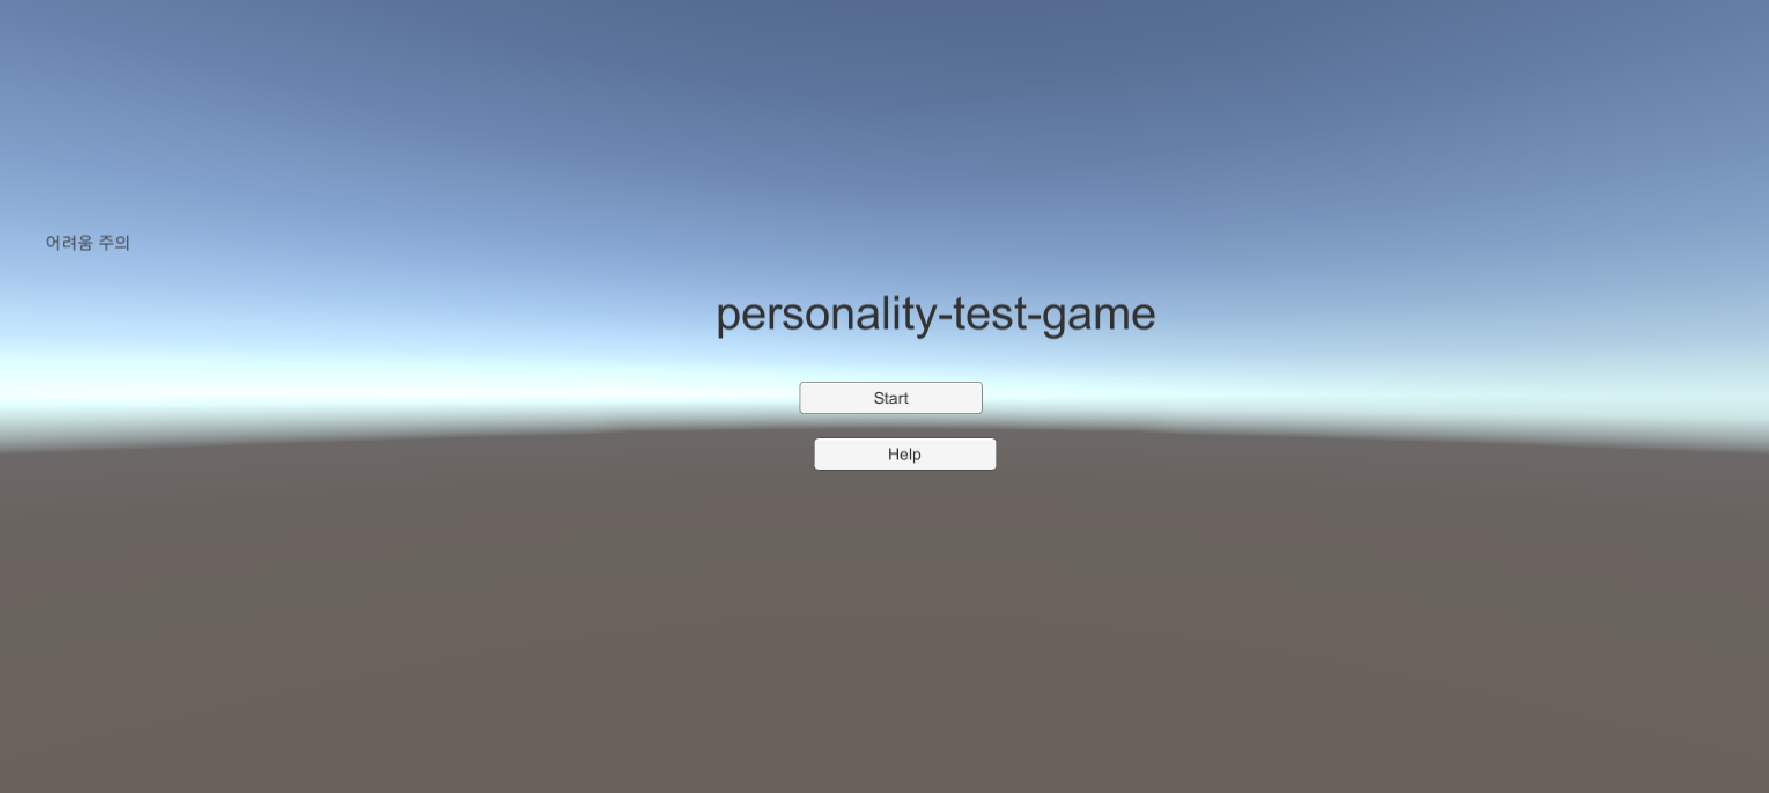 어려움 주의
personality-test-game
Start
Help